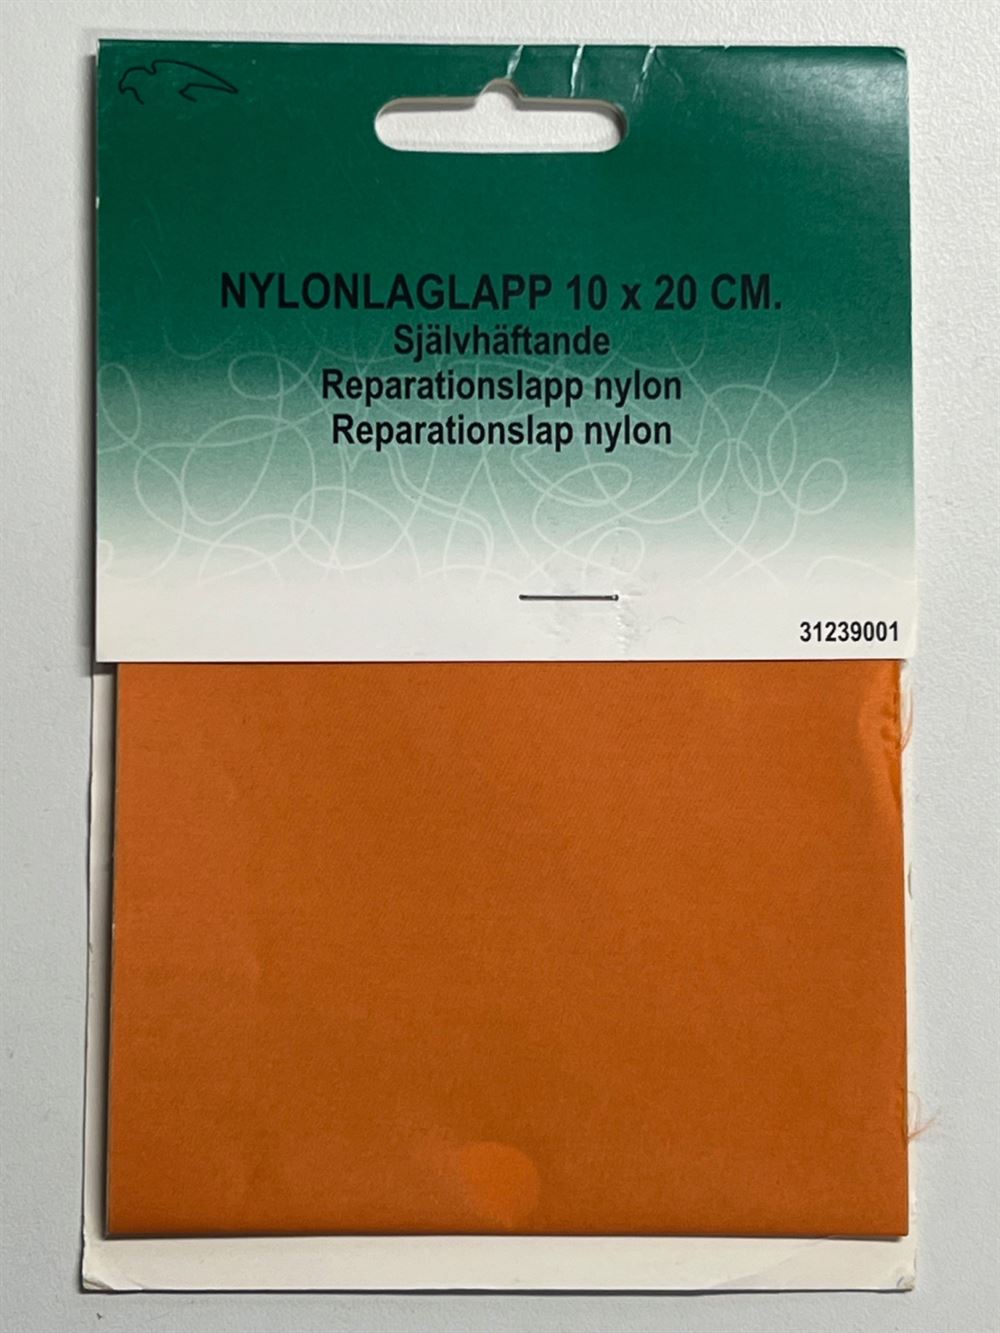 NYLONLAGLAPP 10 x 20 CM.
Självhäftande
Reparationslapp nylon
Reparationslap nylon
31239001